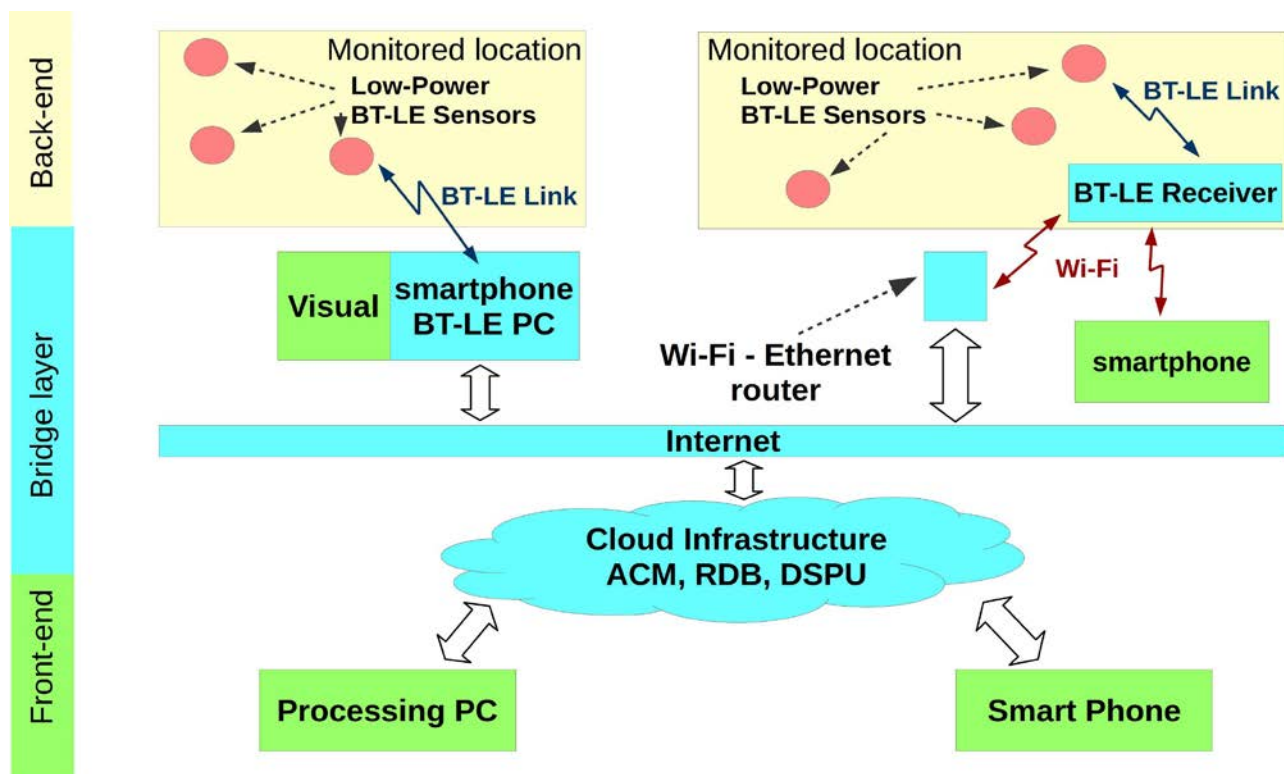 Back-end
Bridge layer
Front-end
Monitored location
Low-Power
BT-LE Sensors
BT-LE Link
Monitored location
Low-Power
BT-LE Sensors
BT-LE Link
BT-LE Receiver
Visual
smartphone
BT-LE PC
Wi-Fi
Wi-Fi - Ethernet
router
smartphone
Internet
Cloud Infrastructure
ACM, RDB, DSPU
Processing PC
Smart Phone